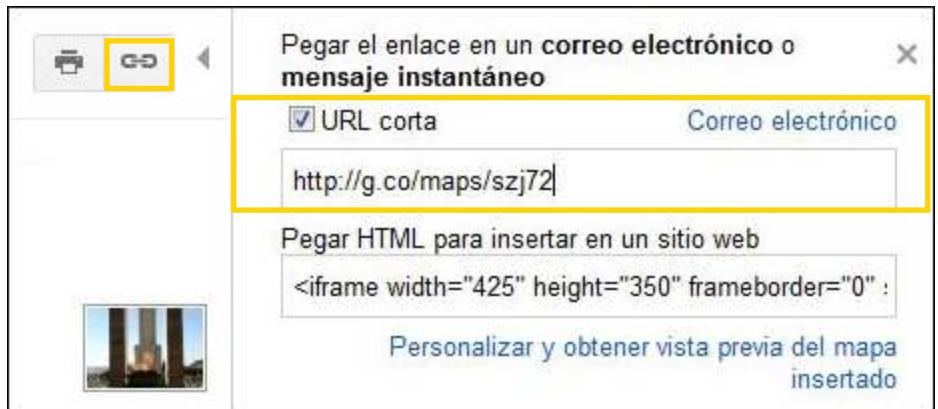 Pegar el enlace en un correo electrónico o
mensaje instantáneo
URL corta
Correo electrónico
http://g.co/maps/szj72
Pegar HTML para insertar en un sitio web
<iframe width="425" height="350" frameborder="0" s
Personalizar y obtener vista previa del mapa
insertado